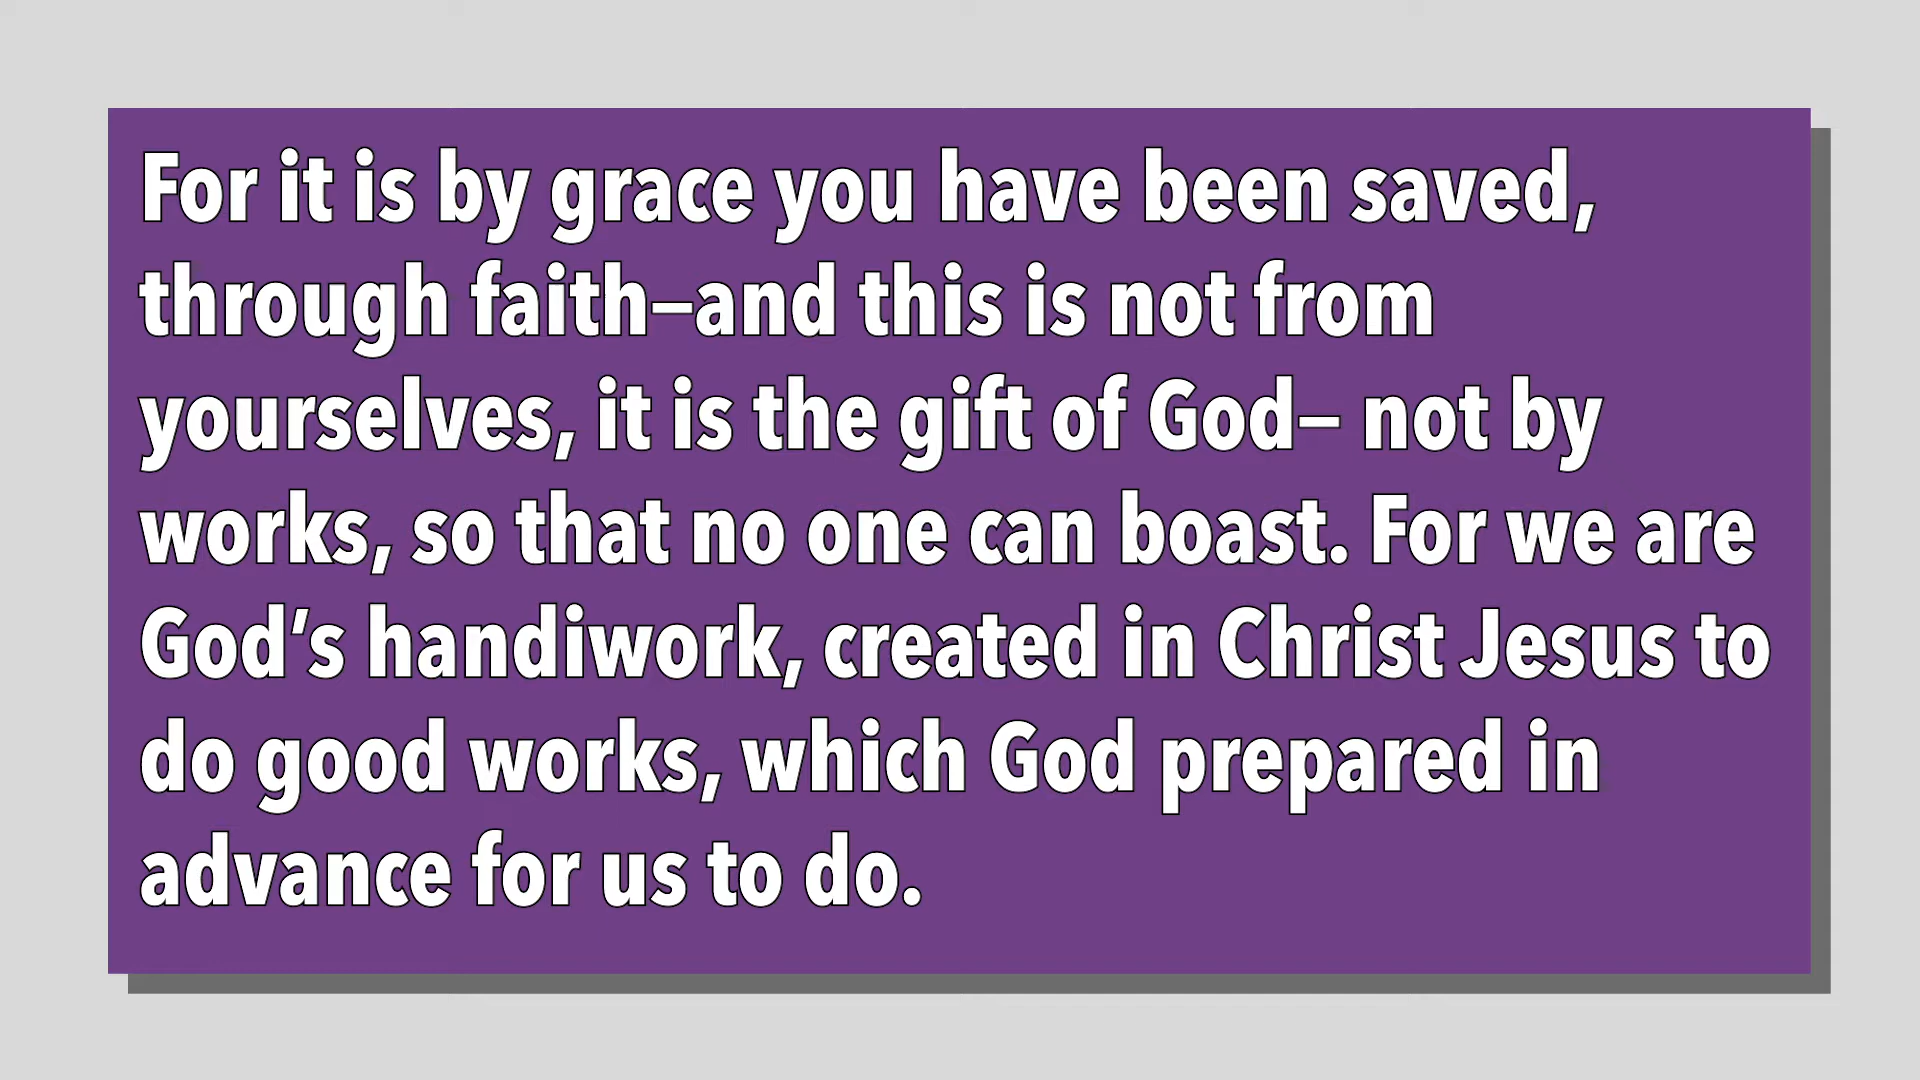 For it is by grace you have been saved,
through faith—and this is not from
yourselves, it is the gift of God— not by
works, so that no one can boast. For we are
God’s handiwork, created in Christ Jesus to
do good works, which God prepared in
advance for us to do.